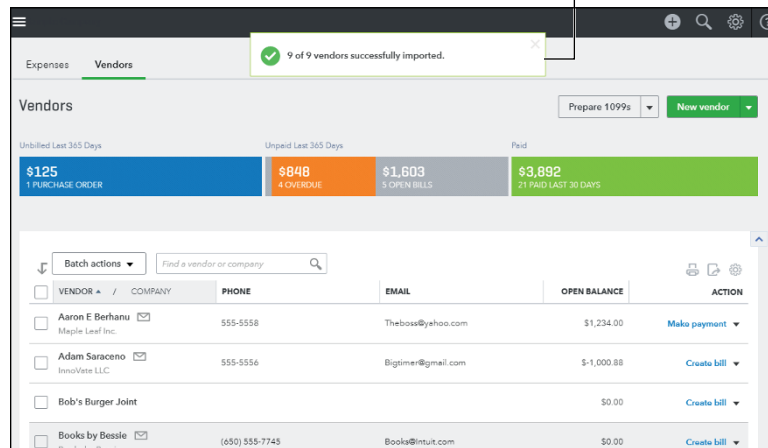 9 of 9 vendors successfully imported.
Expenses Vendors
Vendors
Prepare 1099s
New vendor
Unbilled Last 365 Days
Unpaid Last 365 Days
Paid
$125
1 PURCHASE ORDER
$848
4 OVERDUE
$1,603
5 OPEN BILLS
$3,892
21 PAID LAST 30 DAYS
Batch actions
Find a vendor or company
VENDOR / COMPANY PHONE EMAIL OPEN BALANCE ACTION
Aaron E Berhanu
Maple Leaf Inc.
555-5558 Theboss@yahoo.com $1,234.00 Make payment
Adam Saraceno
InnoVate LLC
555-5556 Bigtimer@gmail.com $-1,000.88 Create bill
Bob's Burger Joint $0.00 Create bill
Books by Bessie
(650) 555-7745 Books@Intuit.com $0.00 Create bill